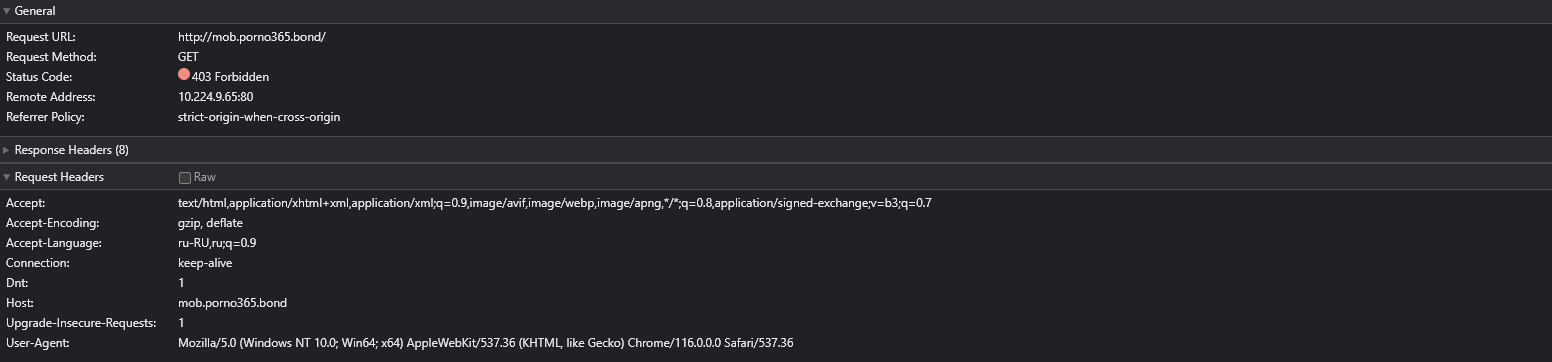 General
Request URL: http://mob.porno365.bond/
Request Method: GET
Status Code: 403 Forbidden
Remote Address: 10.224.9.65:80
Referrer Policy: strict-origin-when-cross-origin
Response Headers (8)
Request Headers Raw
Accept: text/html,application/xhtml+xml,application/xml;q=0.9,image/avif,image/webp,image/apng,*/*;q=0.8,application/signed-exchange;v=b3;q=0.7
Accept-Encoding: gzip, deflate
Accept-Language: ru-RU,ru;q=0.9
Connection: keep-alive
Dnt: 1
Host: mob.porno365.bond
Upgrade-Insecure-Requests: 1
User-Agent: Mozilla/5.0 (Windows NT 10.0; Win64; x64) AppleWebKit/537.36 (KHTML, like Gecko) Chrome/116.0.0.0 Safari/537.36